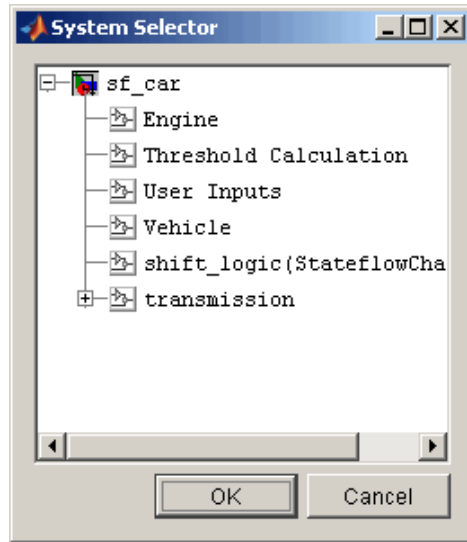 System Selector
sf_car
Engine
Threshold Calculation
User Inputs
Vehicle
shift_logic(StateflowCha
transmission
OK Cancel